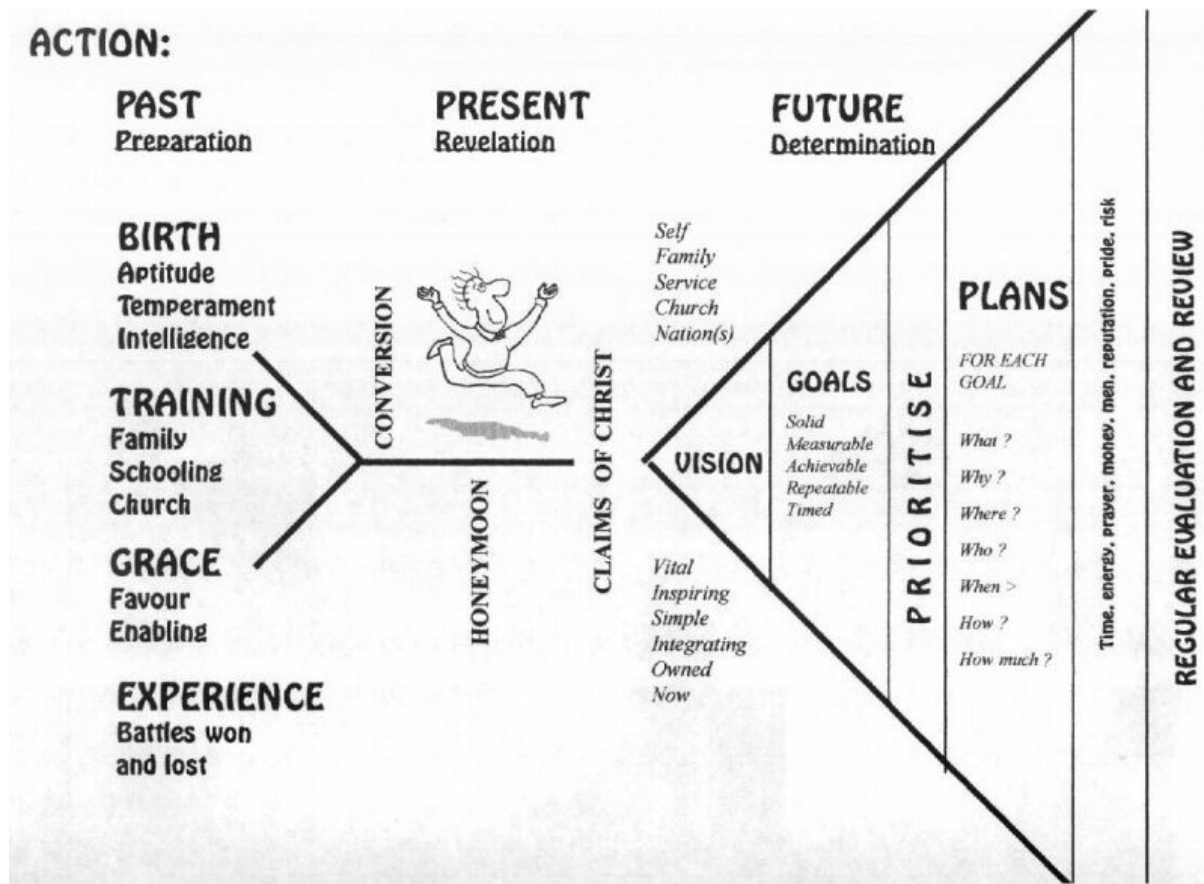 ACTION:
PAST
Preparation
PRESENT
Revelation
FUTURE
Determination
BIRTH
Aptitude
Temperament
Intelligence
TRAINING
Family
Schooling
Church
GRACE
Favour
Enabling
EXPERIENCE
Battles won
and lost
CONVERSION
HONEYMOON
CLAIMS OF CHRIST
Self
Family
Service
Church
Nation(s)
VISION
Vital
Inspiring
Simple
Integrating
Owned
Now
GOALS
Solid
Measurable
Achievable
Repeatable
Timed
PRIORITISE
PLANS
FOR EACH
GOAL
What ?
Why ?
Where ?
Who ?
When >
How ?
How much ?
Time, energy, prayer, money, men, reputation, pride, risk
REGULAR EVALUATION AND REVIEW